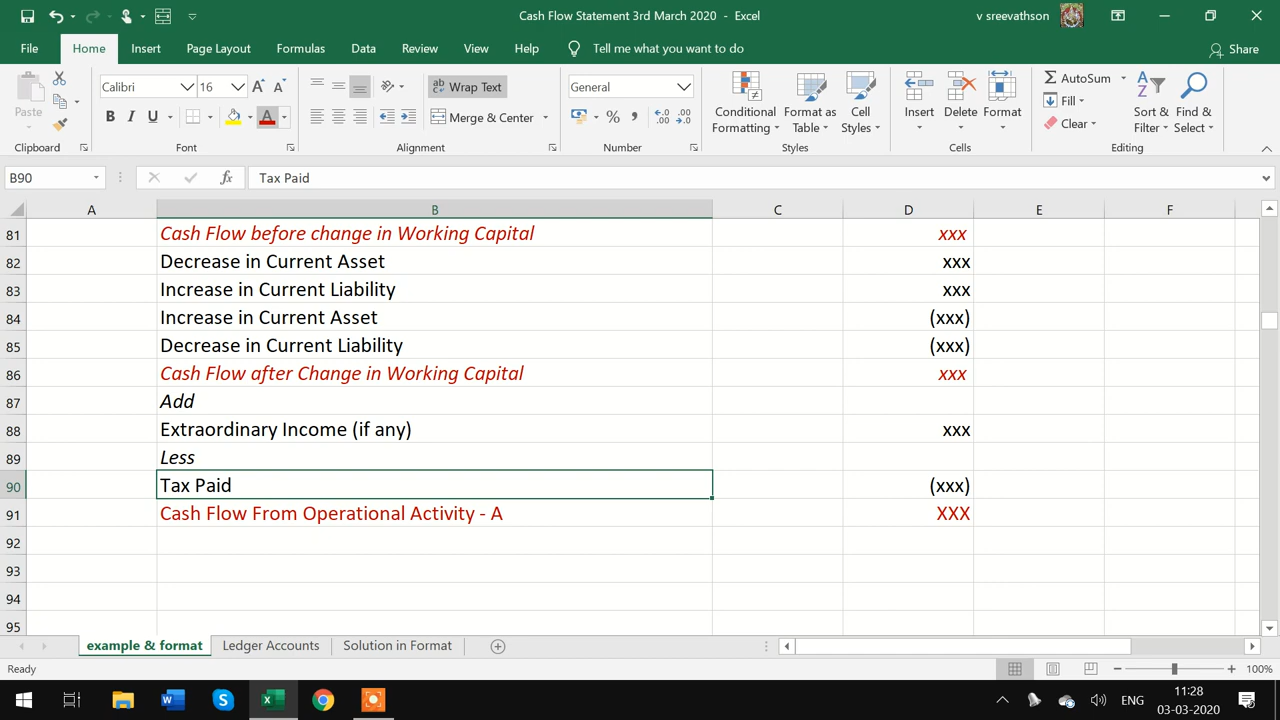 Cash Flow Statement 3rd March 2020 - Excel
v sreevathson
File Home Insert Page Layout Formulas Data Review View Help Tell me what you want to do Share
Paste
Calibri 16
Wrap Text
General
Conditional Formatting
Format as Table
Cell Styles
Insert Delete Format
AutoSum
Fill
Clear
Sort & Filter
Find & Select
B I U
Merge & Center
% ,
Clipboard Font Alignment Number Styles Cells Editing
B90 fx Tax Paid
A B C D E F
81 Cash Flow before change in Working Capital xxx
82 Decrease in Current Asset xxx
83 Increase in Current Liability xxx
84 Increase in Current Asset (xxx)
85 Decrease in Current Liability (xxx)
86 Cash Flow after Change in Working Capital xxx
87 Add
88 Extraordinary Income (if any) xxx
89 Less
90 Tax Paid (xxx)
91 Cash Flow From Operational Activity - A XXX
92
93
94
95
example & format Ledger Accounts Solution in Format
Ready 100%
ENG
11:28
03-03-2020